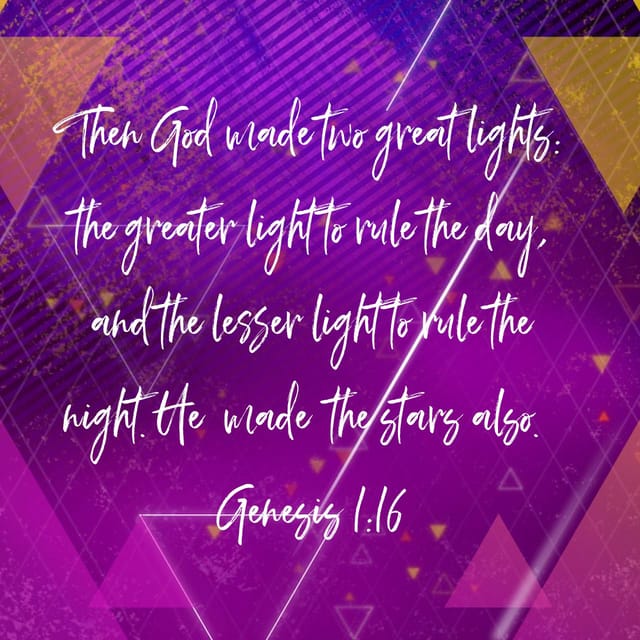 Then God made two great lights:
the greater light to rule the day,
and the lesser light to rule the
night. He made the stars also.
Genesis 1:16